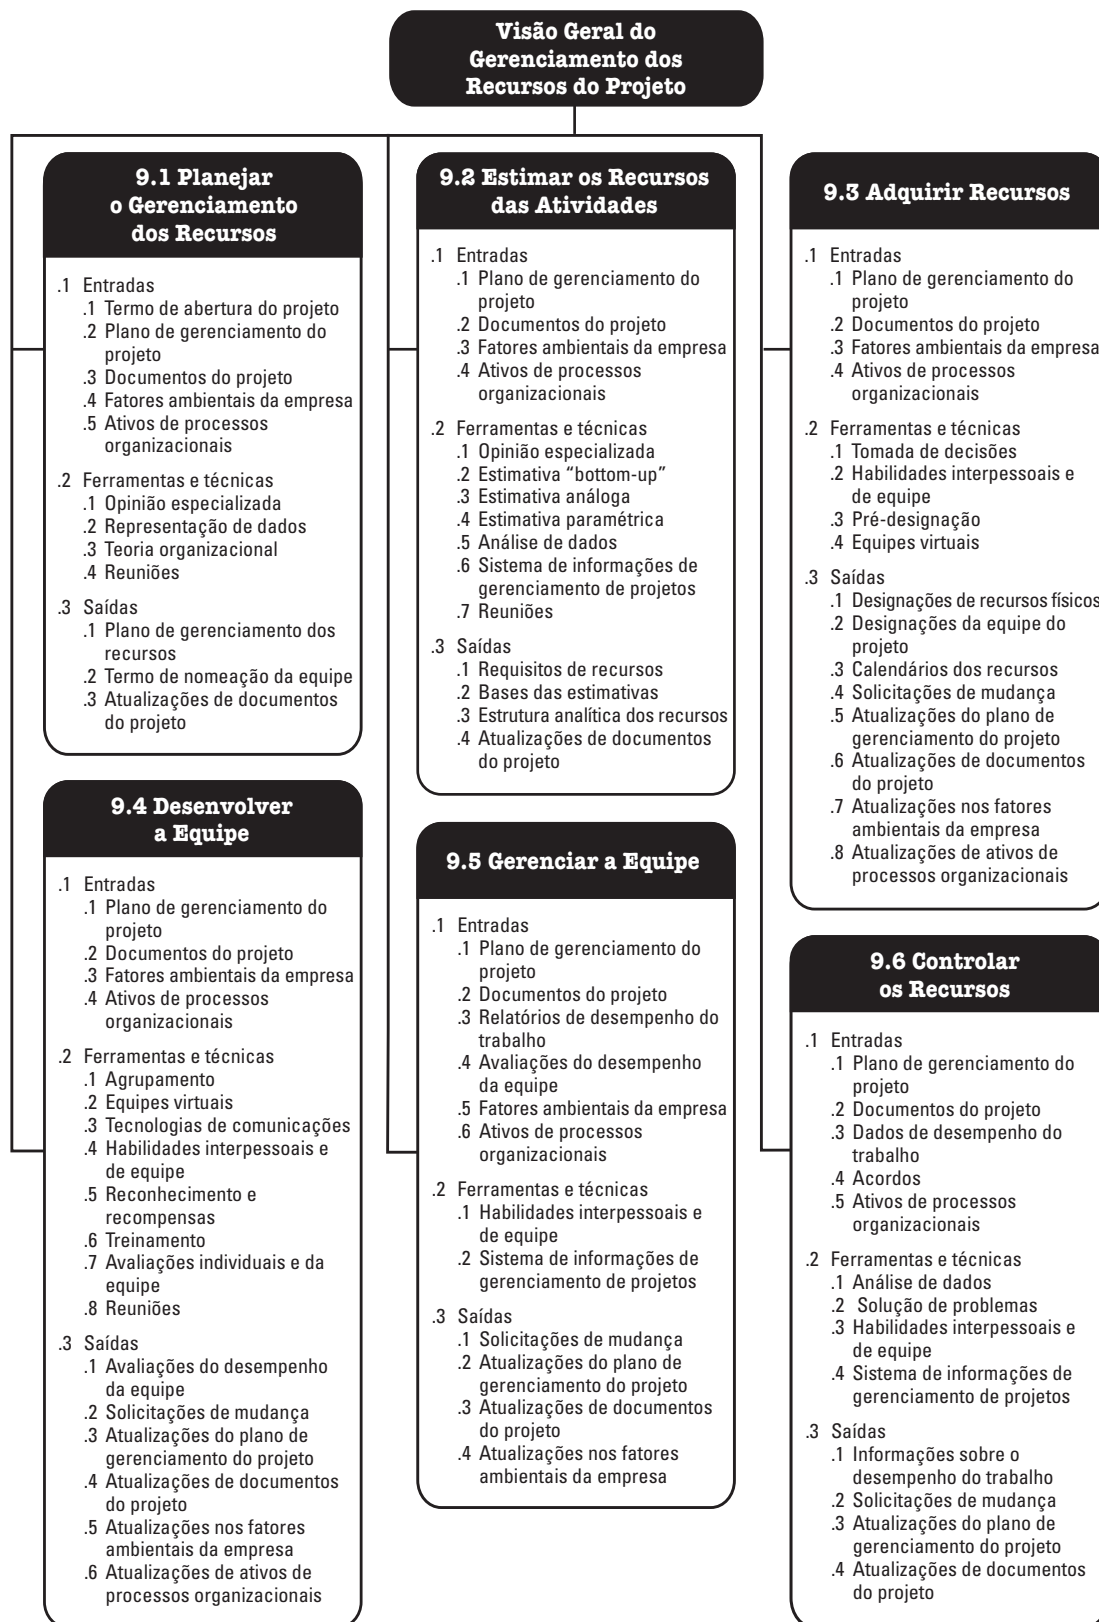 Visão Geral do
Gerenciamento dos
Recursos do Projeto
9.1 Planejar
o Gerenciamento
dos Recursos
.1 Entradas
.1 Termo de abertura do projeto
.2 Plano de gerenciamento do
projeto
.3 Documentos do projeto
.4 Fatores ambientais da empresa
.5 Ativos de processos
organizacionais
.2 Ferramentas e técnicas
.1 Opinião especializada
.2 Representação de dados
.3 Teoria organizacional
.4 Reuniões
.3 Saídas
.1 Plano de gerenciamento dos
recursos
.2 Termo de nomeação da equipe
.3 Atualizações de documentos
do projeto
9.2 Estimar os Recursos
das Atividades
.1 Entradas
.1 Plano de gerenciamento do
projeto
.2 Documentos do projeto
.3 Fatores ambientais da empresa
.4 Ativos de processos
organizacionais
.2 Ferramentas e técnicas
.1 Opinião especializada
.2 Estimativa “bottom-up”
.3 Estimativa análoga
.4 Estimativa paramétrica
.5 Análise de dados
.6 Sistema de informações de
gerenciamento de projetos
.7 Reuniões
.3 Saídas
.1 Requisitos de recursos
.2 Bases das estimativas
.3 Estrutura analítica dos recursos
.4 Atualizações de documentos
do projeto
9.3 Adquirir Recursos
.1 Entradas
.1 Plano de gerenciamento do
projeto
.2 Documentos do projeto
.3 Fatores ambientais da empresa
.4 Ativos de processos
organizacionais
.2 Ferramentas e técnicas
.1 Tomada de decisões
.2 Habilidades interpessoais e
de equipe
.3 Pré-designação
.4 Equipes virtuais
.3 Saídas
.1 Designações de recursos físicos
.2 Designações da equipe do
projeto
.3 Calendários dos recursos
.4 Solicitações de mudança
.5 Atualizações do plano de
gerenciamento do projeto
.6 Atualizações de documentos
do projeto
.7 Atualizações nos fatores
ambientais da empresa
.8 Atualizações de ativos de
processos organizacionais
9.4 Desenvolver
a Equipe
.1 Entradas
.1 Plano de gerenciamento do
projeto
.2 Documentos do projeto
.3 Fatores ambientais da empresa
.4 Ativos de processos
organizacionais
.2 Ferramentas e técnicas
.1 Agrupamento
.2 Equipes virtuais
.3 Tecnologias de comunicações
.4 Habilidades interpessoais e
de equipe
.5 Reconhecimento e
recompensas
.6 Treinamento
.7 Avaliações individuais e da
equipe
.8 Reuniões
.3 Saídas
.1 Avaliações do desempenho
da equipe
.2 Solicitações de mudança
.3 Atualizações do plano de
gerenciamento do projeto
.4 Atualizações de documentos
do projeto
.5 Atualizações nos fatores
ambientais da empresa
.6 Atualizações de ativos de
processos organizacionais
9.5 Gerenciar a Equipe
.1 Entradas
.1 Plano de gerenciamento do
projeto
.2 Documentos do projeto
.3 Relatórios de desempenho do
trabalho
.4 Avaliações do desempenho
da equipe
.5 Fatores ambientais da empresa
.6 Ativos de processos
organizacionais
.2 Ferramentas e técnicas
.1 Habilidades interpessoais e
de equipe
.2 Sistema de informações de
gerenciamento de projetos
.3 Saídas
.1 Solicitações de mudança
.2 Atualizações do plano de
gerenciamento do projeto
.3 Atualizações de documentos
do projeto
.4 Atualizações nos fatores
ambientais da empresa
9.6 Controlar
os Recursos
.1 Entradas
.1 Plano de gerenciamento do
projeto
.2 Documentos do projeto
.3 Dados de desempenho do
trabalho
.4 Acordos
.5 Ativos de processos
organizacionais
.2 Ferramentas e técnicas
.1 Análise de dados
.2 Solução de problemas
.3 Habilidades interpessoais e
de equipe
.4 Sistema de informações de
gerenciamento de projetos
.3 Saídas
.1 Informações sobre o
desempenho do trabalho
.2 Solicitações de mudança
.3 Atualizações do plano de
gerenciamento do projeto
.4 Atualizações de documentos
do projeto